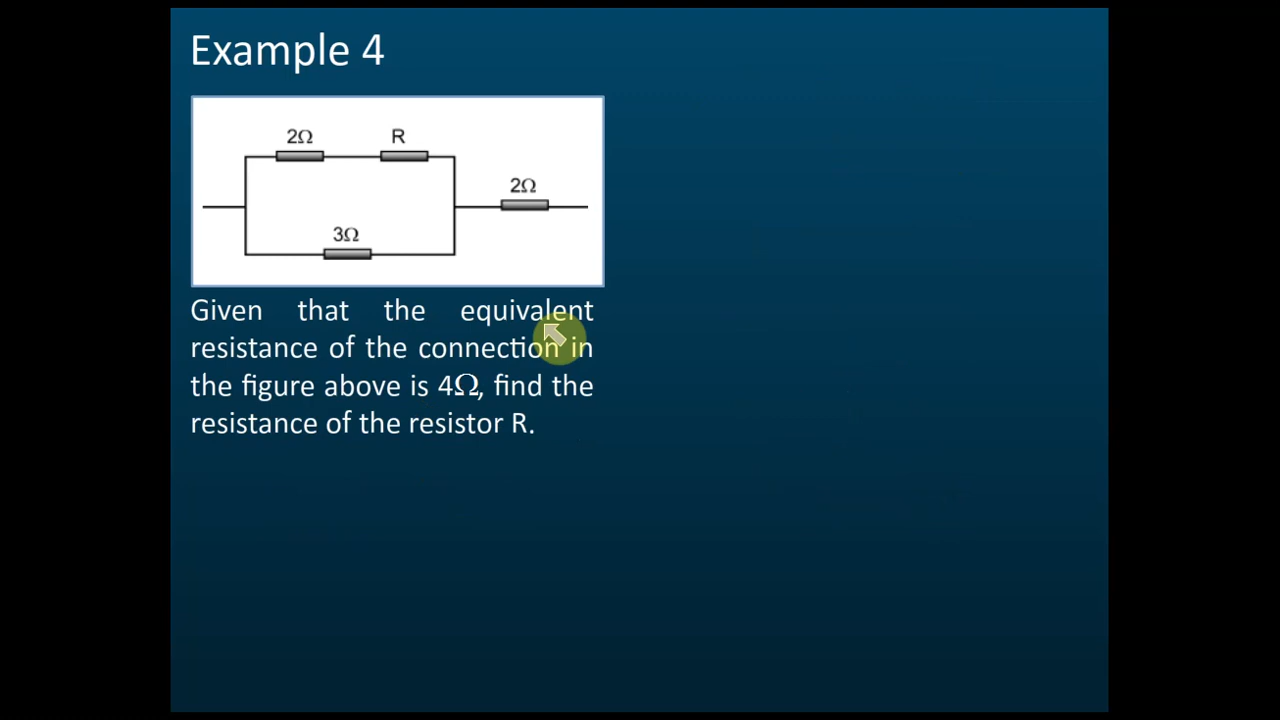 Example 4
2Ω
R
2Ω
3Ω
Given that the equivalent
resistance of the connection in
the figure above is 4Ω, find the
resistance of the resistor R.